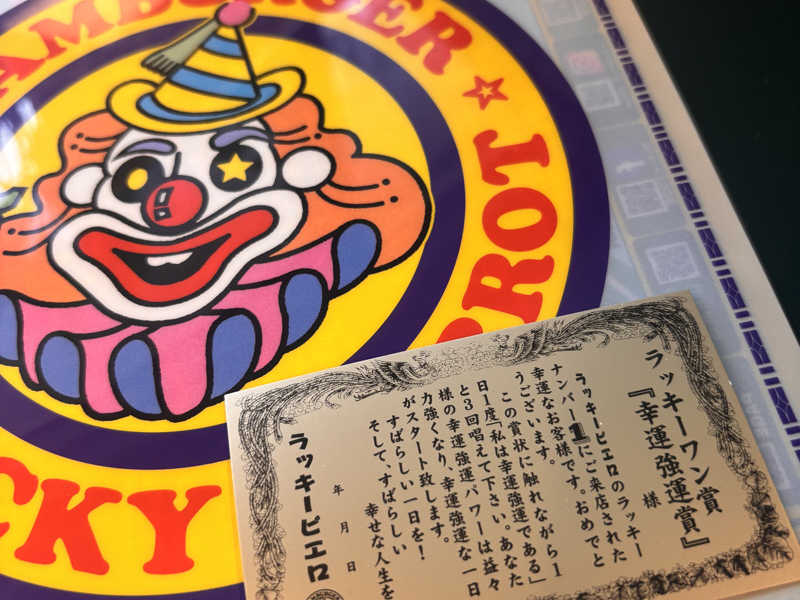 AMBURGER
ROT
CKY
ラッキーワン賞
『幸運強運賞』
様
ラッキーピエロのラッキー
ナンバー1にご来店された
幸運なお客様です。おめでと
うございます。
この賞状に触れながら1
日1度「私は幸運強運である」
と3回唱えて下さい。あなた
様の幸運強運パワーは益々
力強くなり、幸運強運な一日
がスタート致します。
すばらしい一日を!
そして、すばらしい
幸せな人生を
年 月 日
ラッキーピエロ